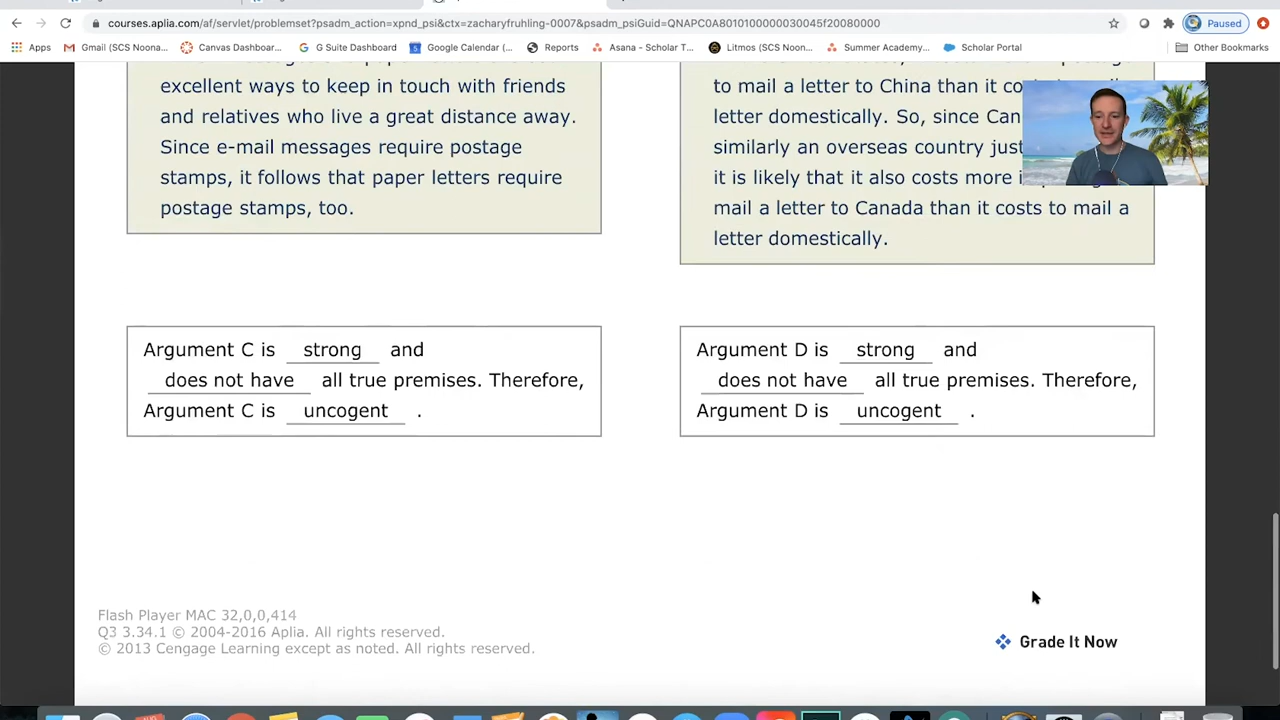 courses.aplia.com/af/servlet/problemset?psadm_action=xpnd_psi&ctx=zacharyfruhling-0007&psadm_psiGuid=QNAPC0A8010100000030045f20080000
Paused
Apps
Gmail (SCS Noona...
Canvas Dashboar...
G Suite Dashboard
Google Calendar (...
Reports
Asana - Scholar T...
Litmos (SCS Noon...
Summer Academy...
Scholar Portal
Other Bookmarks
excellent ways to keep in touch with friends
and relatives who live a great distance away.
Since e-mail messages require postage
stamps, it follows that paper letters require
postage stamps, too.
to mail a letter to China than it co
letter domestically. So, since Can
similarly an overseas country just
it is likely that it also costs more i
mail a letter to Canada than it costs to mail a
letter domestically.
Argument C is strong and
does not have all true premises. Therefore,
Argument C is uncogent .
Argument D is strong and
does not have all true premises. Therefore,
Argument D is uncogent .
Flash Player MAC 32,0,0,414
Q3 3.34.1 © 2004-2016 Aplia. All rights reserved.
© 2013 Cengage Learning except as noted. All rights reserved.
Grade It Now